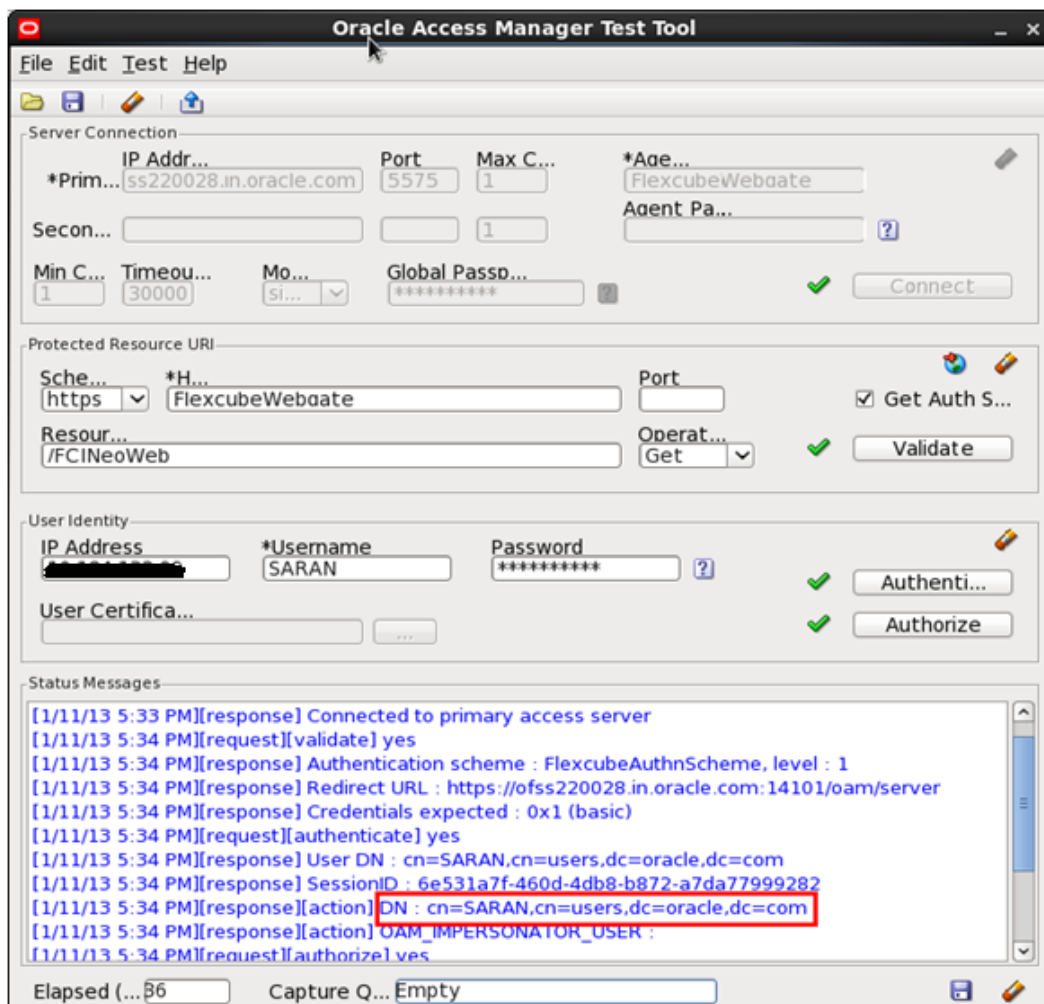 Oracle Access Manager Test Tool
File Edit Test Help
Server Connection
IP Addr... Port Max C... *Age...
*Prim... ss220028.in.oracle.com 5575 1 FlexcubeWebgate
Agent Pa...
Secon... 1
Min C... Timeou... Mo... Global Passp...
1 30000 si... ********** Connect
Protected Resource URI
Sche... *H... Port
https FlexcubeWebgate Get Auth S...
Resour... Operat...
/FCJNeoWeb Get Validate
User Identity
IP Address *Username Password
SARAN ********** Authenti...
User Certifica...
... Authorize
Status Messages
[1/11/13 5:33 PM][response] Connected to primary access server
[1/11/13 5:34 PM][request][validate] yes
[1/11/13 5:34 PM][response] Authentication scheme : FlexcubeAuthnScheme, level : 1
[1/11/13 5:34 PM][response] Redirect URL : https://ofss220028.in.oracle.com:14101/oam/server
[1/11/13 5:34 PM][response] Credentials expected : 0x1 (basic)
[1/11/13 5:34 PM][request][authenticate] yes
[1/11/13 5:34 PM][response] User DN : cn=SARAN,cn=users,dc=oracle,dc=com
[1/11/13 5:34 PM][response] SessionID : 6e531a7f-460d-4db8-b872-a7da77999282
[1/11/13 5:34 PM][response][action] DN : cn=SARAN,cn=users,dc=oracle,dc=com
[1/11/13 5:34 PM][response][action] OAM_IMPERSONATOR_USER :
[1/11/13 5:34 PM][request][authorize] yes
Elapsed (... 36 Capture Q... Empty